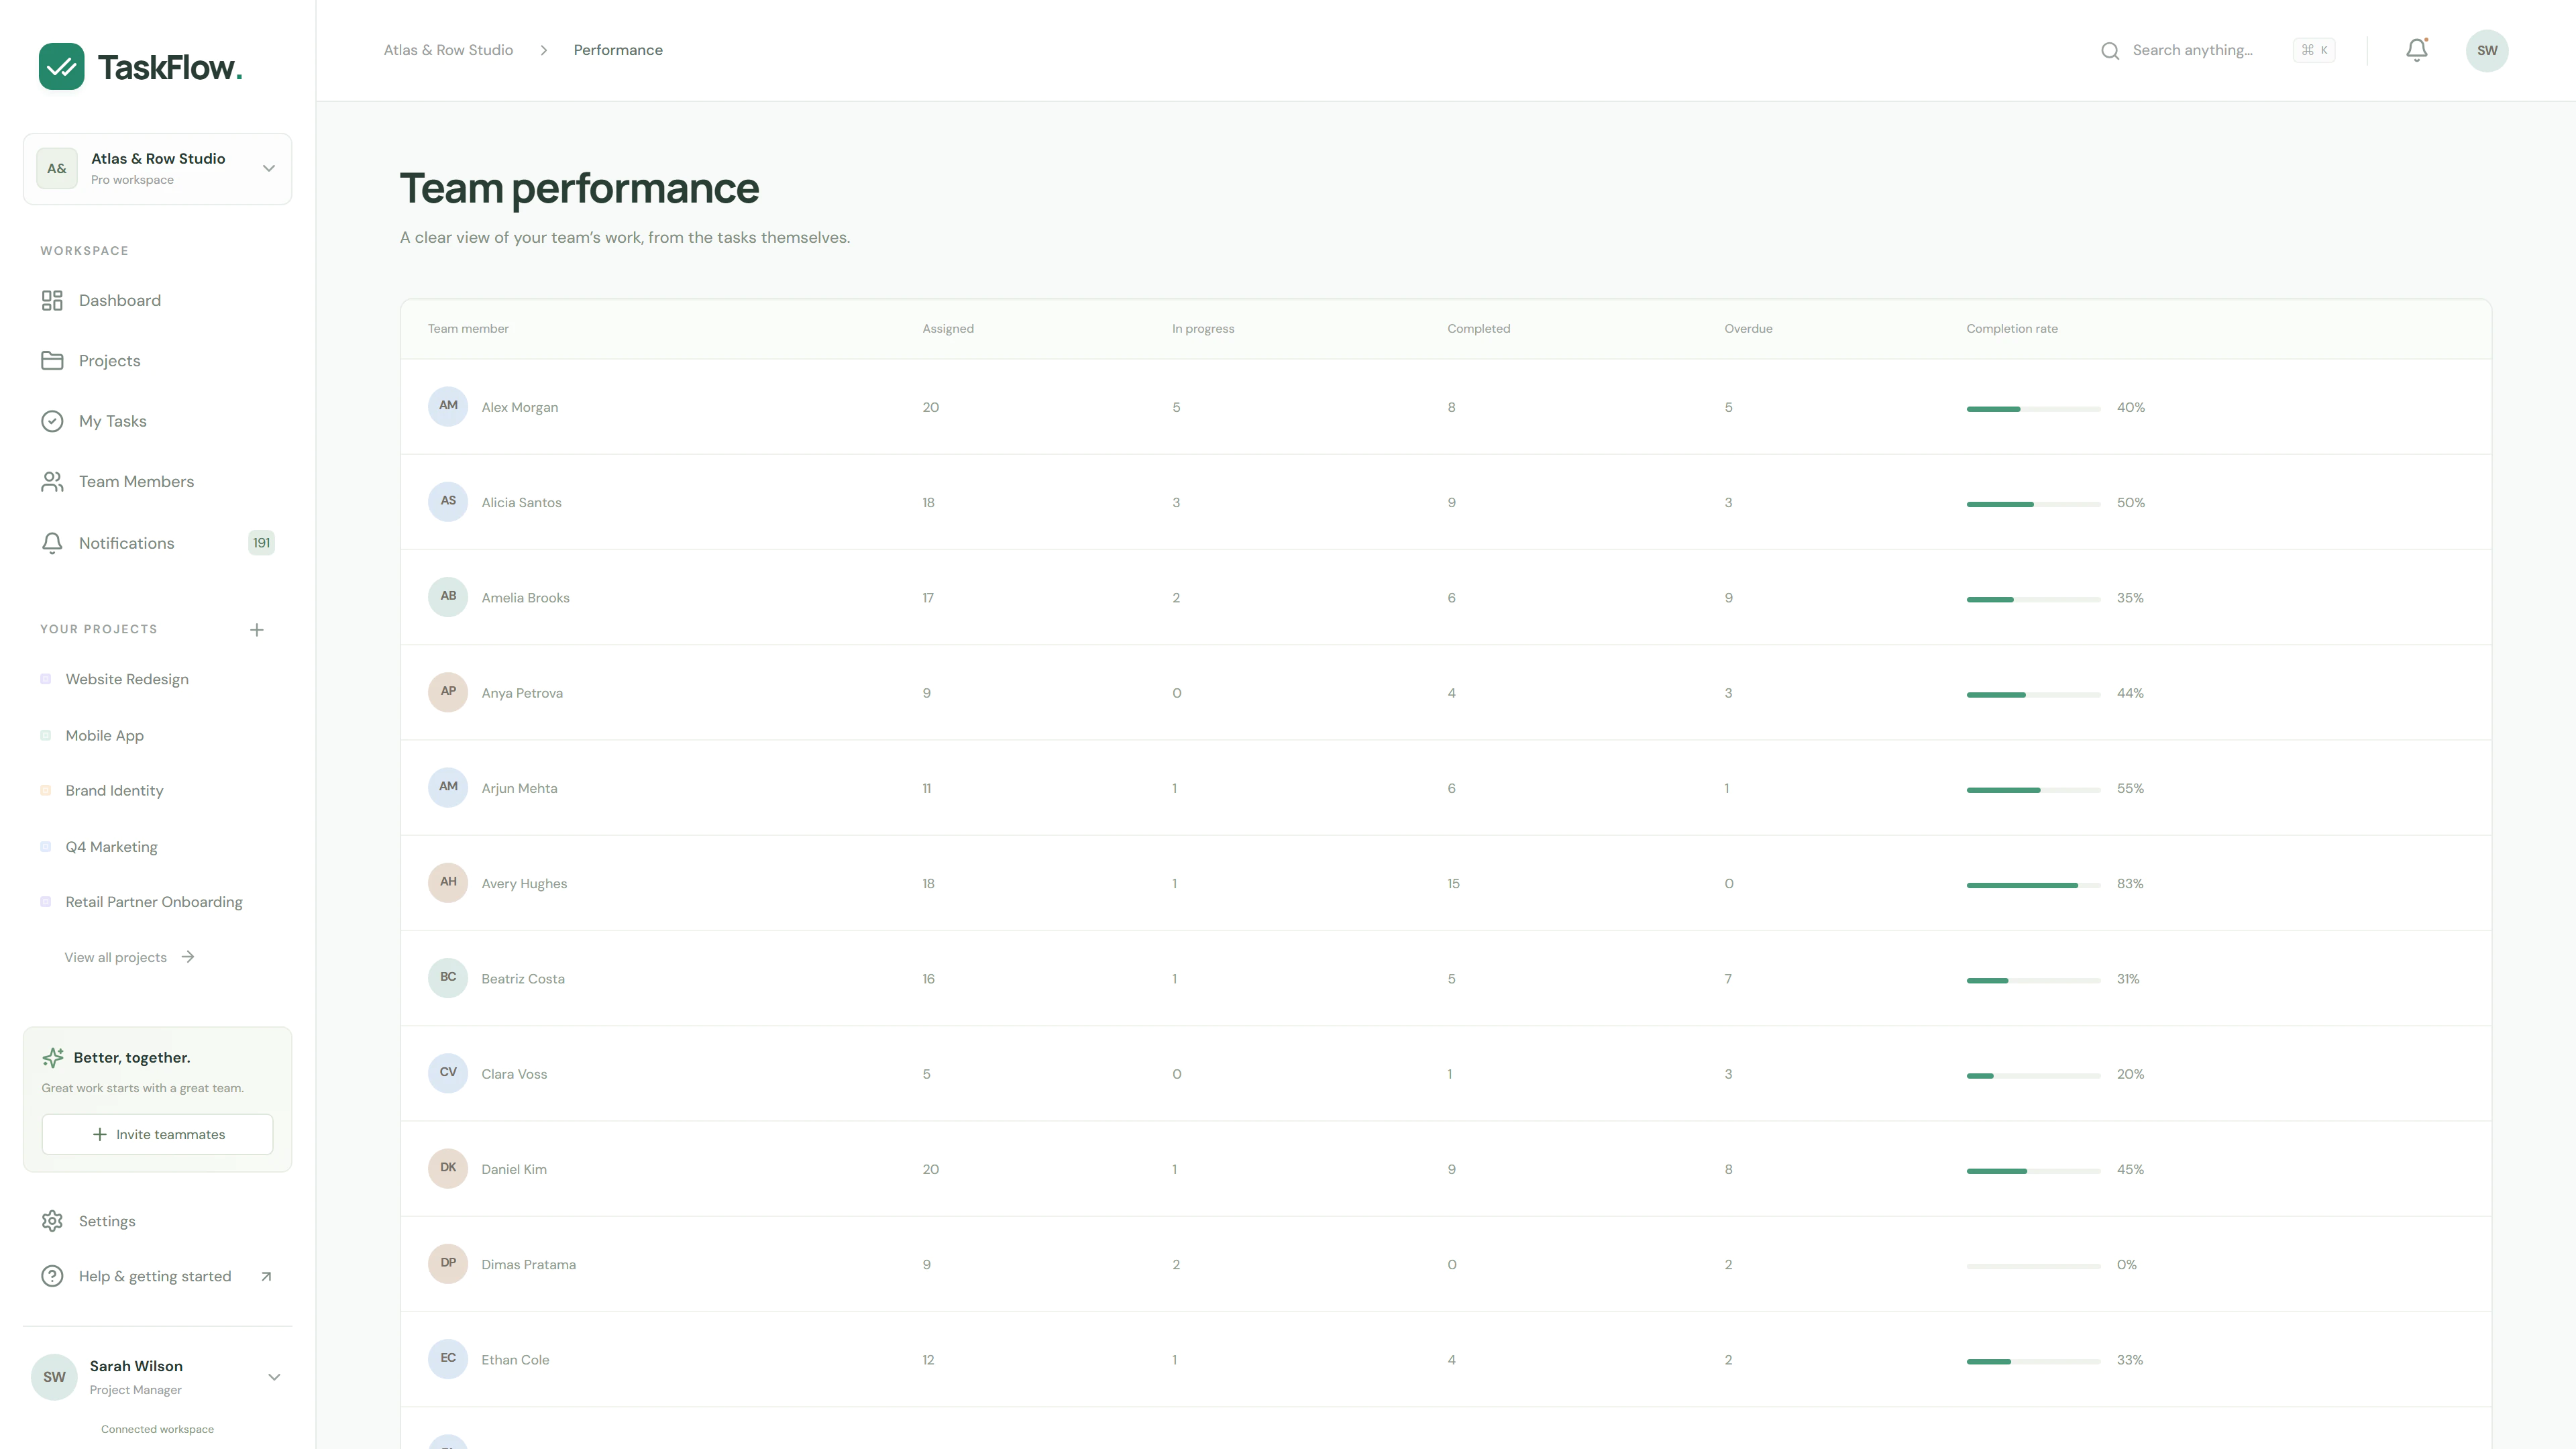 TaskFlow.
A&
Atlas & Row Studio
Pro workspace
WORKSPACE
Dashboard
Projects
My Tasks
Team Members
Notifications 191
YOUR PROJECTS
Website Redesign
Mobile App
Brand Identity
Q4 Marketing
Retail Partner Onboarding
View all projects
Better, together.
Great work starts with a great team.
Invite teammates
Settings
Help & getting started
SW
Sarah Wilson
Project Manager
Connected workspace
Atlas & Row Studio Performance
Search anything... ⌘ K
SW
Team performance
A clear view of your team's work, from the tasks themselves.
Team member Assigned In progress Completed Overdue Completion rate
AM Alex Morgan 20 5 8 5 40%
AS Alicia Santos 18 3 9 3 50%
AB Amelia Brooks 17 2 6 9 35%
AP Anya Petrova 9 0 4 3 44%
AM Arjun Mehta 11 1 6 1 55%
AH Avery Hughes 18 1 15 0 83%
BC Beatriz Costa 16 1 5 7 31%
CV Clara Voss 5 0 1 3 20%
DK Daniel Kim 20 1 9 8 45%
DP Dimas Pratama 9 2 0 2 0%
EC Ethan Cole 12 1 4 2 33%